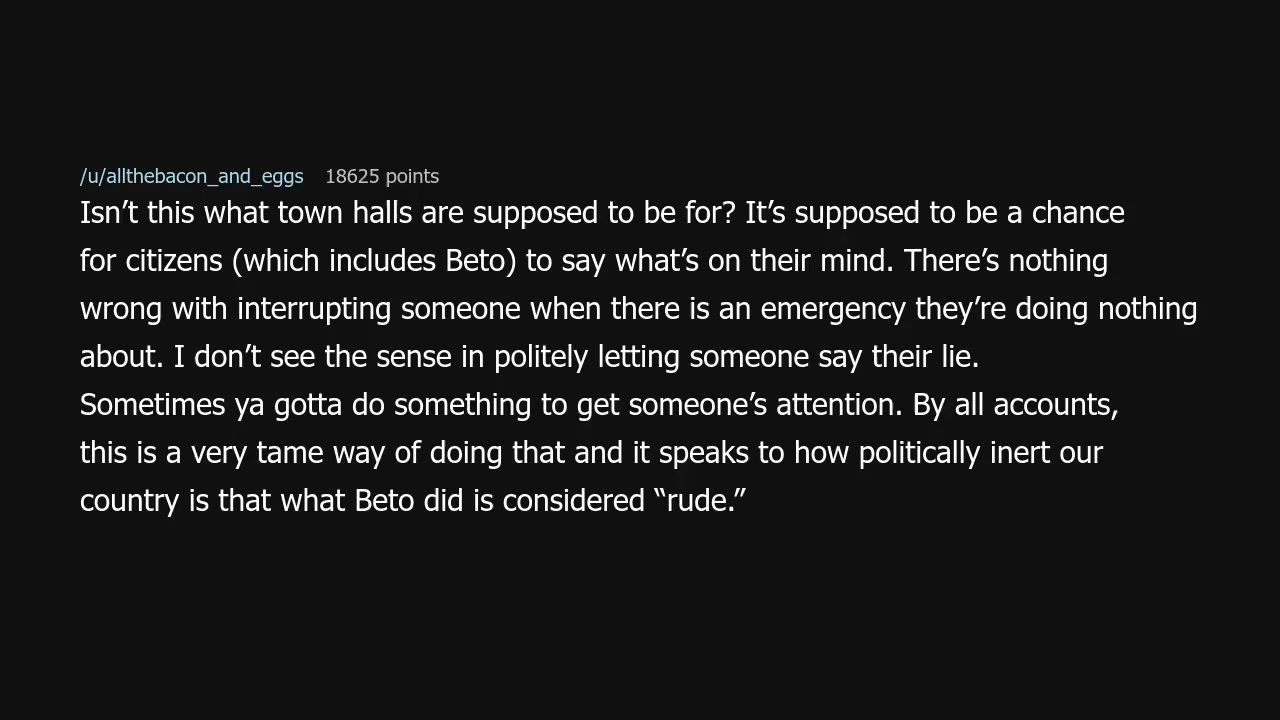 /u/allthebacon_and_eggs 18625 points
Isn’t this what town halls are supposed to be for? It’s supposed to be a chance
for citizens (which includes Beto) to say what’s on their mind. There’s nothing
wrong with interrupting someone when there is an emergency they’re doing nothing
about. I don’t see the sense in politely letting someone say their lie.
Sometimes ya gotta do something to get someone’s attention. By all accounts,
this is a very tame way of doing that and it speaks to how politically inert our
country is that what Beto did is considered “rude.”